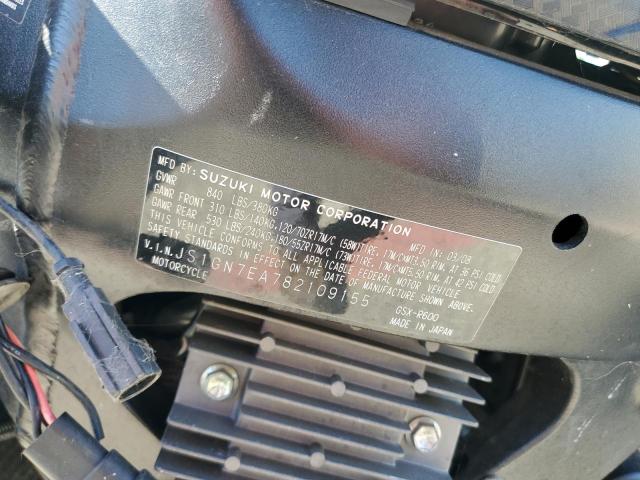 MFD BY: SUZUKI MOTOR CORPORATION
GVWR 840 LBS/380KG MFD IN: 03/08
GAWR FRONT 310 LBS/140KG,120/70ZR17M/C (58W)TIRE, 17M/CMT3.50 RIM, AT 36 PSI COLD
GAWR REAR 530 LBS/240KG,180/55ZR17M/C (73W)TIRE, 17M/CMT5.50 RIM, AT 42 PSI COLD
THIS VEHICLE CONFORMS TO ALL APPLICABLE FEDERAL MOTOR VEHICLE
SAFETY STANDARDS IN EFFECT ON THE DATE OF MANUFACTURE SHOWN ABOVE.
V.I.N. JS1GN7EA782109155 GSX-R600
MOTORCYCLE MADE IN JAPAN